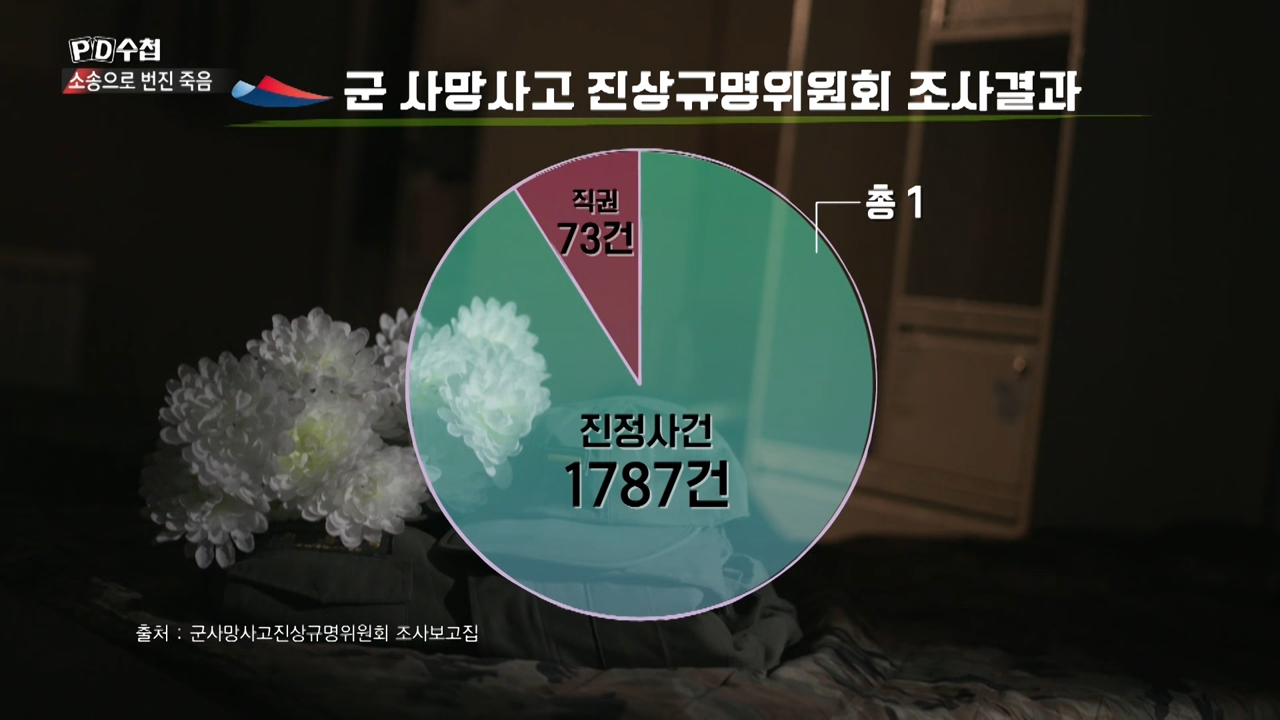 PD수첩
소송으로 번진 죽음
군 사망사고 진상규명위원회 조사결과
직권
73건
총 1
진정사건
1787건
출처 : 군사망사고진상규명위원회 조사보고집